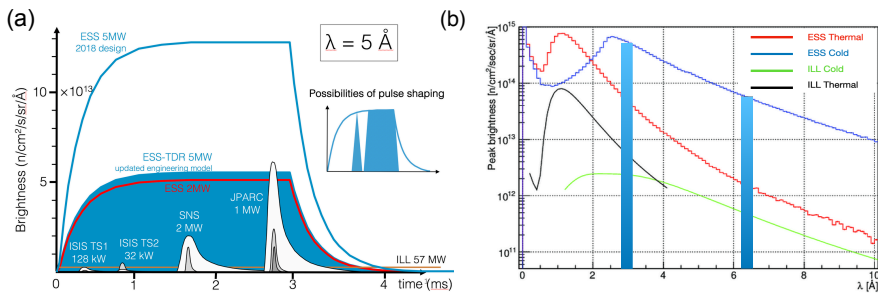 (a)
ESS 5MW
2018 design
λ = 5 Å
×10¹³
Possibilities of pulse shaping
ESS-TDR 5MW
updated engineering model
ESS 2MW
JPARC
1 MW
SNS
2 MW
ISIS TS1
128 kW
ISIS TS2
32 kW
ILL 57 MW
Brightness (n/cm²/s/sr/Å)
10
5
0
0 1 2 3 4 time (ms) 5
(b)
Peak brightness [n/cm²/sec/sr/Å]
10¹⁵
10¹⁴
10¹³
10¹²
10¹¹
ESS Thermal
ESS Cold
ILL Cold
ILL Thermal
0 2 4 6 8 10
λ [Å]